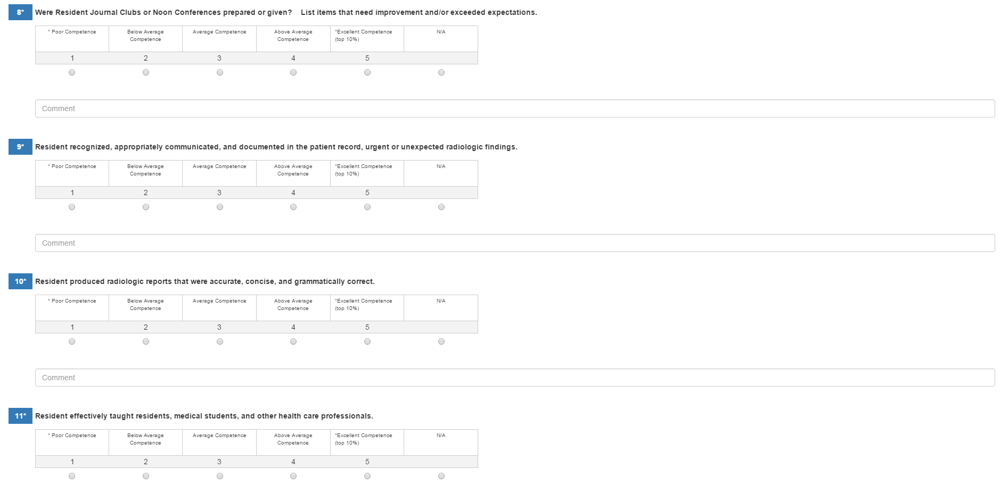 8* Were Resident Journal Clubs or Noon Conferences prepared or given? List items that need improvement and/or exceeded expectations.
* Poor Competence Below Average Competence Average Competence Above Average Competence *Excellent Competence (top 10%) N/A
1 2 3 4 5
Comment
9* Resident recognized, appropriately communicated, and documented in the patient record, urgent or unexpected radiologic findings.
* Poor Competence Below Average Competence Average Competence Above Average Competence *Excellent Competence (top 10%) N/A
1 2 3 4 5
Comment
10* Resident produced radiologic reports that were accurate, concise, and grammatically correct.
* Poor Competence Below Average Competence Average Competence Above Average Competence *Excellent Competence (top 10%) N/A
1 2 3 4 5
Comment
11* Resident effectively taught residents, medical students, and other health care professionals.
* Poor Competence Below Average Competence Average Competence Above Average Competence *Excellent Competence (top 10%) N/A
1 2 3 4 5